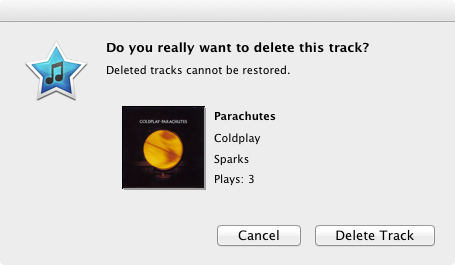 Do you really want to delete this track?
Deleted tracks cannot be restored.
COLDPLAY PARACHUTES
Parachutes
Coldplay
Sparks
Plays: 3
Cancel
Delete Track